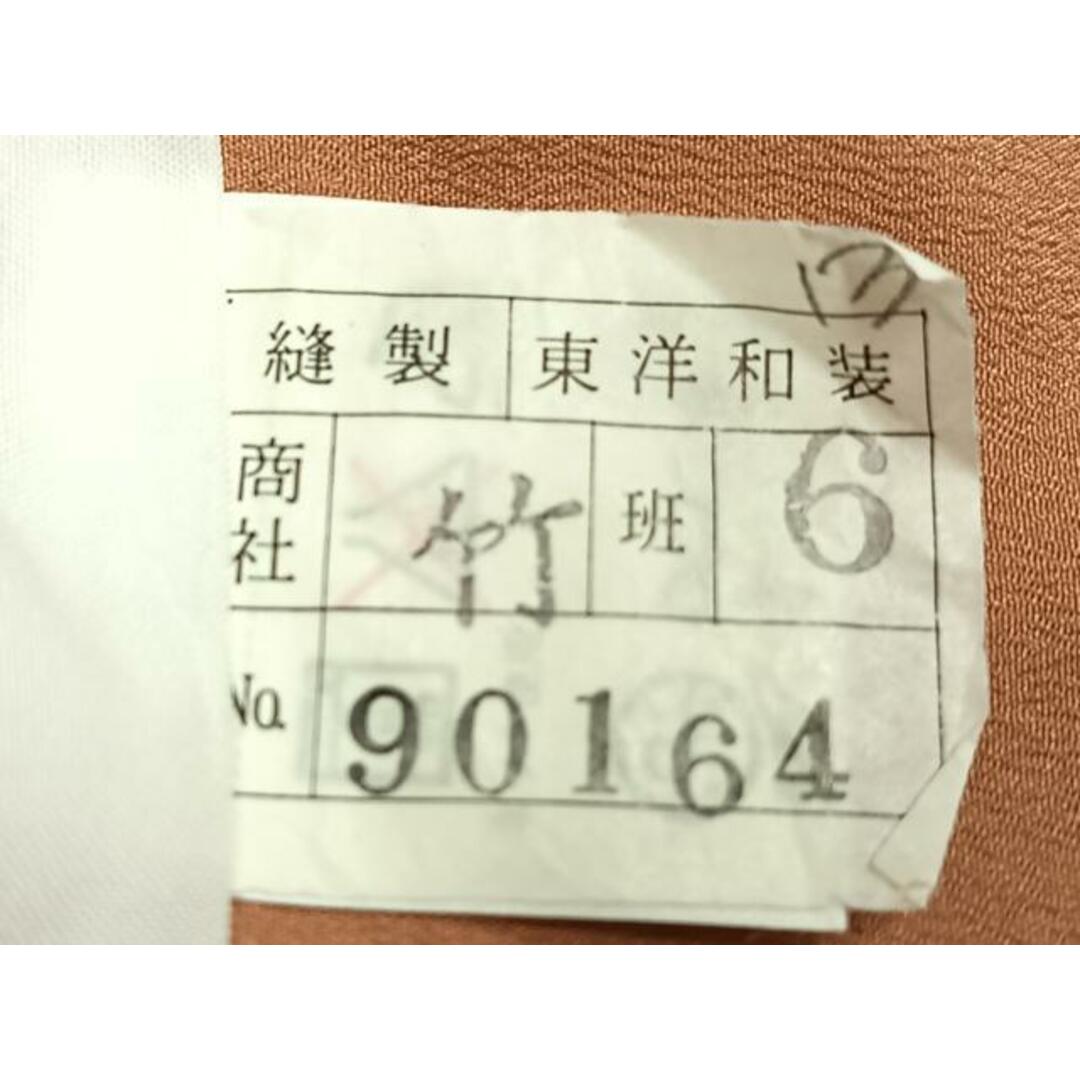 縫製 東洋和装
商社 竹 班 6
No. 90164